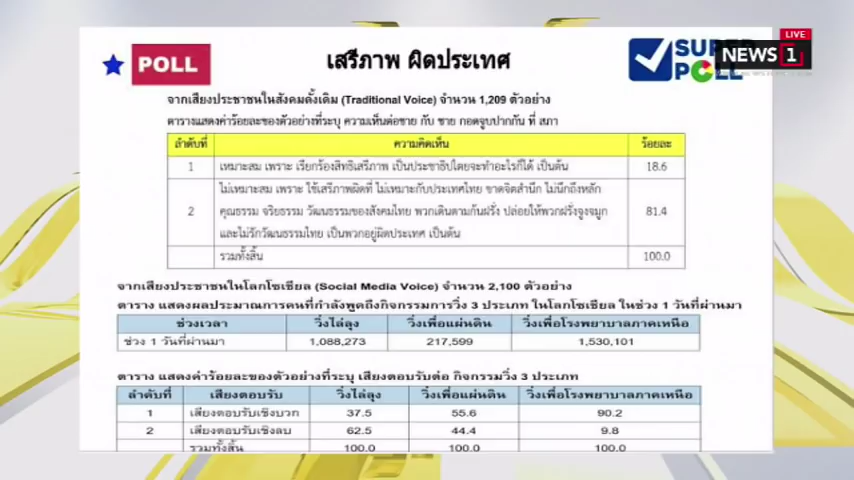 LIVE
NEWS 1
POLL
เสรีภาพ ผิดประเทศ
SUPER
POLL
จากเสียงประชาชนในสังคมดั้งเดิม (Traditional Voice) จำนวน 1,209 ตัวอย่าง
ตารางแสดงค่าร้อยละของตัวอย่างที่ระบุ ความเห็นต่อชาย กับ ชาย กอดจูบปากกัน ที่ สภา
ลำดับที่ ความคิดเห็น ร้อยละ
1 เหมาะสม เพราะ เรียกร้องสิทธิเสรีภาพ เป็นประชาธิปไตยจะทำอะไรก็ได้ เป็นต้น 18.6
ไม่เหมาะสม เพราะ ใช้เสรีภาพผิดที่ ไม่เหมาะกับประเทศไทย ขาดจิตสำนึก ไม่นึกถึงหลัก
2 คุณธรรม จริยธรรม วัฒนธรรมของสังคมไทย พวกเดินตามก้นฝรั่ง ปล่อยให้พวกฝรั่งจูงจมูก 81.4
และไม่รักวัฒนธรรมไทย เป็นพวกอยู่ผิดประเทศ เป็นต้น
รวมทั้งสิ้น 100.0
จากเสียงประชาชนในโลกโซเชียล (Social Media Voice) จำนวน 2,100 ตัวอย่าง
ตาราง แสดงผลประมาณการคนที่กำลังพูดถึงกิจกรรมการวิ่ง 3 ประเภท ในโลกโซเชียล ในช่วง 1 วันที่ผ่านมา
ช่วงเวลา วิ่งไล่ลุง วิ่งเพื่อแผ่นดิน วิ่งเพื่อโรงพยาบาลภาคเหนือ
ช่วง 1 วันที่ผ่านมา 1,088,273 217,599 1,530,101
ตาราง แสดงค่าร้อยละของตัวอย่างที่ระบุ เสียงตอบรับต่อ กิจกรรมวิ่ง 3 ประเภท
ลำดับที่ เสียงตอบรับ วิ่งไล่ลุง วิ่งเพื่อแผ่นดิน วิ่งเพื่อโรงพยาบาลภาคเหนือ
1 เสียงตอบรับเชิงบวก 37.5 55.6 90.2
2 เสียงตอบรับเชิงลบ 62.5 44.4 9.8
รวมทั้งสิ้น 100.0 100.0 100.0